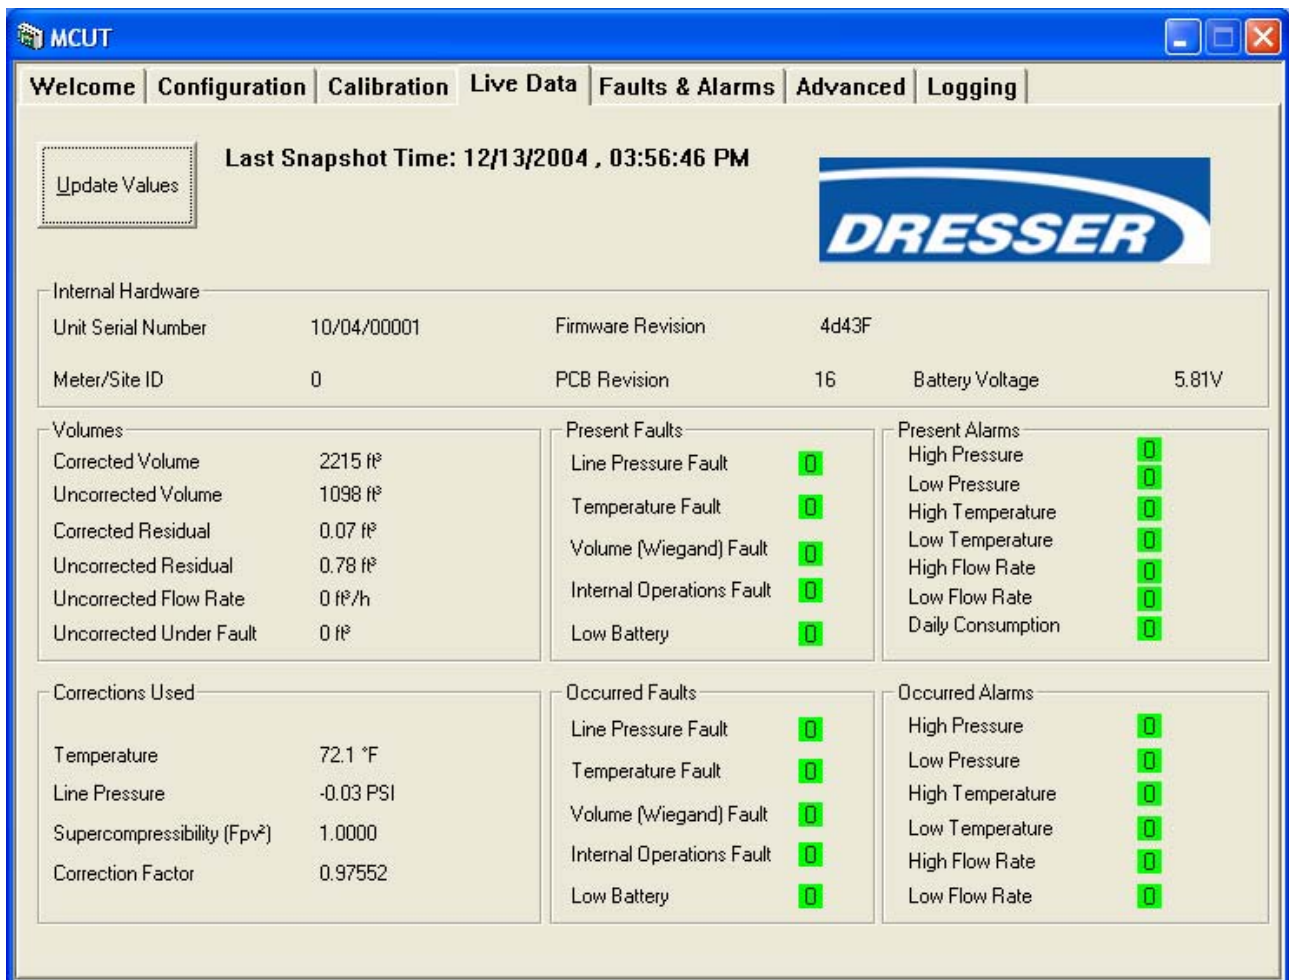 MCUT
Welcome Configuration Calibration Live Data Faults & Alarms Advanced Logging
Update Values
Last Snapshot Time: 12/13/2004 , 03:56:46 PM
DRESSER
Internal Hardware
Unit Serial Number 10/04/00001 Firmware Revision 4d43F
Meter/Site ID 0 PCB Revision 16 Battery Voltage 5.81V
Volumes
Corrected Volume 2215 ft³
Uncorrected Volume 1098 ft³
Corrected Residual 0.07 ft³
Uncorrected Residual 0.78 ft³
Uncorrected Flow Rate 0 ft³/h
Uncorrected Under Fault 0 ft³
Present Faults
Line Pressure Fault 0
Temperature Fault 0
Volume (Wiegand) Fault 0
Internal Operations Fault 0
Low Battery 0
Present Alarms
High Pressure 0
Low Pressure 0
High Temperature 0
Low Temperature 0
High Flow Rate 0
Low Flow Rate 0
Daily Consumption 0
Corrections Used
Temperature 72.1 °F
Line Pressure -0.03 PSI
Supercompressibility (Fpv²) 1.0000
Correction Factor 0.97552
Occurred Faults
Line Pressure Fault 0
Temperature Fault 0
Volume (Wiegand) Fault 0
Internal Operations Fault 0
Low Battery 0
Occurred Alarms
High Pressure 0
Low Pressure 0
High Temperature 0
Low Temperature 0
High Flow Rate 0
Low Flow Rate 0